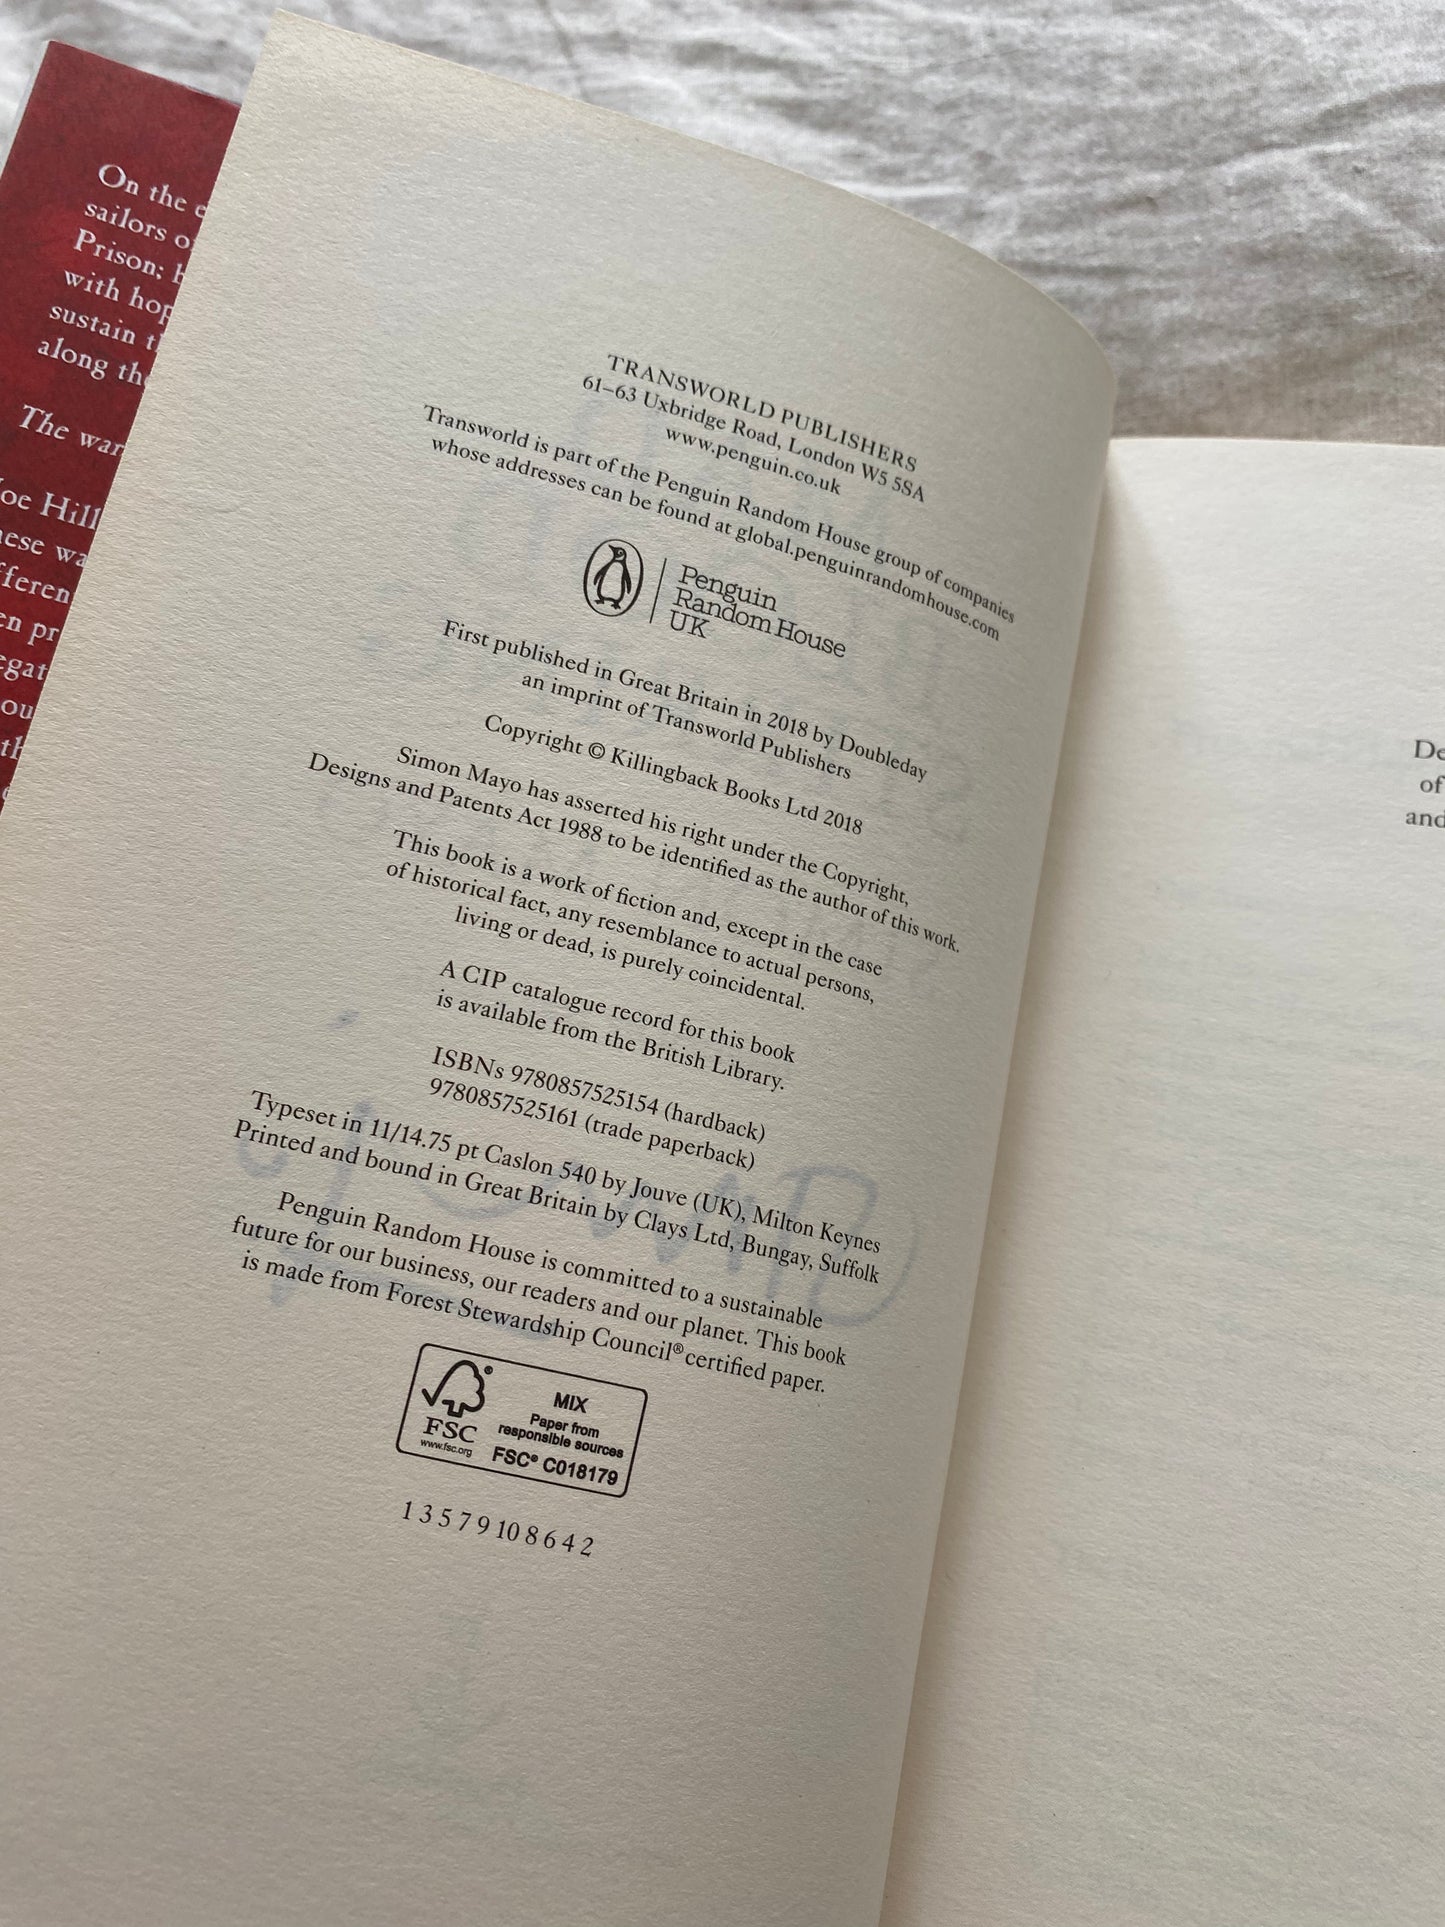 On the
sailors
Prison;
with
sustain
along
The war
Hill
TRANSWORLD PUBLISHERS
61–63 Uxbridge Road, London W5 5SA
www.penguin.co.uk
Transworld is part of the Penguin Random House group of companies
whose addresses can be found at global.penguinrandomhouse.com
Penguin
Random House
UK
First published in Great Britain in 2018 by Doubleday
an imprint of Transworld Publishers
Copyright © Killingback Books Ltd 2018
Simon Mayo has asserted his right under the Copyright,
Designs and Patents Act 1988 to be identified as the author of this work.
This book is a work of fiction and, except in the case
of historical fact, any resemblance to actual persons,
living or dead, is purely coincidental.
A CIP catalogue record for this book
is available from the British Library.
ISBNs 9780857525154 (hardback)
9780857525161 (trade paperback)
Typeset in 11/14.75 pt Caslon 540 by Jouve (UK), Milton Keynes
Printed and bound in Great Britain by Clays Ltd, Bungay, Suffolk
Penguin Random House is committed to a sustainable
future for our business, our readers and our planet. This book
is made from Forest Stewardship Council® certified paper.
FSC
www.fsc.org
MIX
Paper from
responsible sources
FSC® C018179
1 3 5 7 9 10 8 6 4 2
of
and